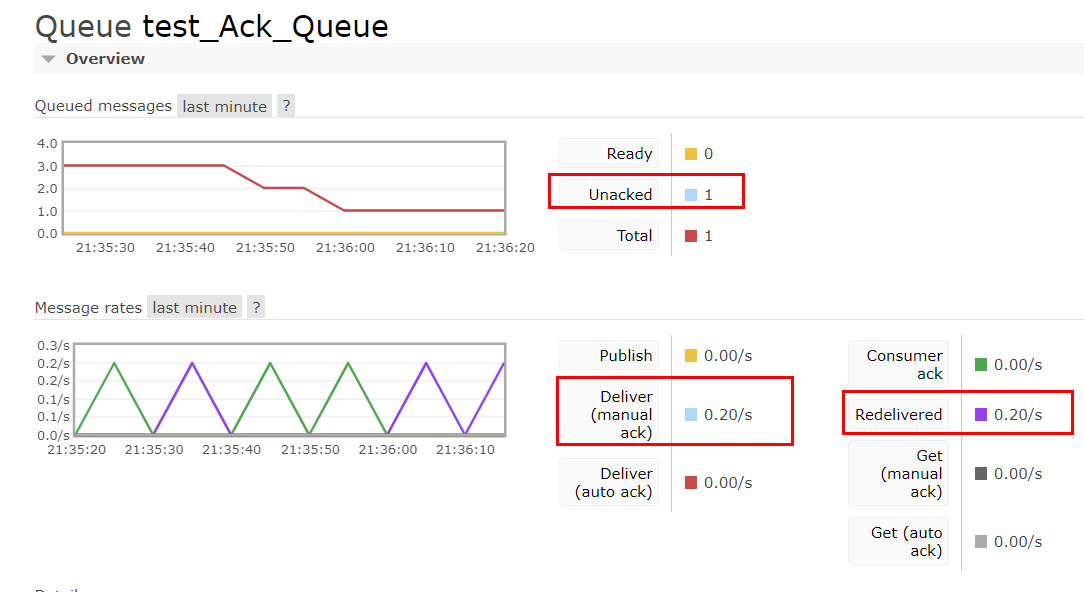 Queue test_Ack_Queue
Overview
Queued messages last minute ?
4.0
3.0
2.0
1.0
0.0
21:35:30 21:35:40 21:35:50 21:36:00 21:36:10 21:36:20
Ready 0
Unacked 1
Total 1
Message rates last minute ?
0.3/s
0.2/s
0.2/s
0.1/s
0.1/s
0.0/s
21:35:20 21:35:30 21:35:40 21:35:50 21:36:00 21:36:10
Publish 0.00/s
Deliver
(manual 0.20/s
ack)
Deliver
(auto ack) 0.00/s
Consumer
ack 0.00/s
Redelivered 0.20/s
Get
(manual 0.00/s
ack)
Get (auto
ack) 0.00/s